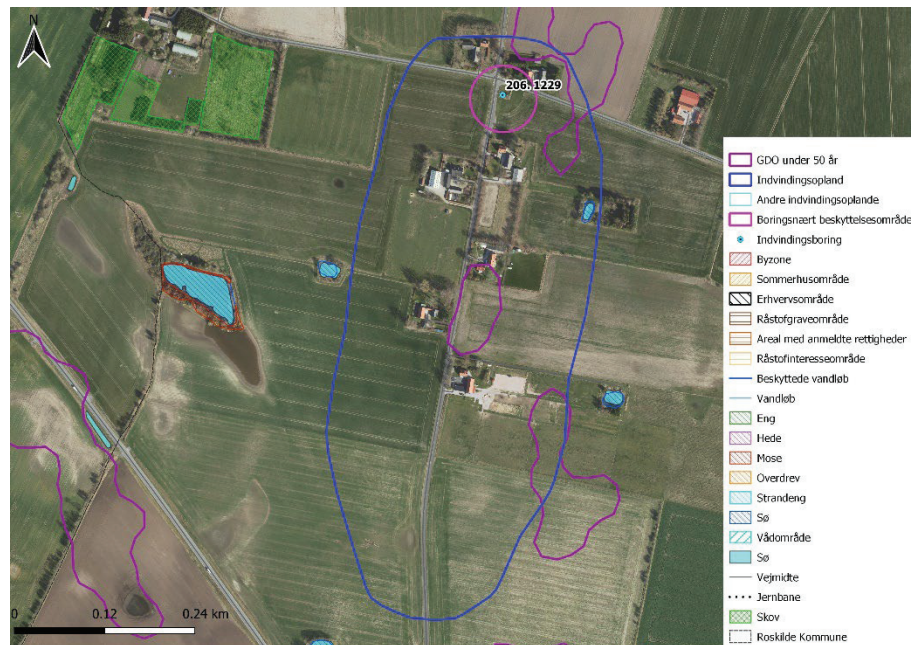 N
206. 1229
GDO under 50 år
Indvindingsopland
Andre indvindingsoplande
Boringsnært beskyttelsesområde
Indvindingsboring
Byzone
Sommerhusområde
Erhvervsområde
Råstofgraveområde
Areal med anmeldte rettigheder
Råstofinteresseområde
Beskyttede vandløb
Vandløb
Eng
Hede
Mose
Overdrev
Strandeng
Sø
Vådområde
Sø
Vejmidte
Jernbane
Skov
Roskilde Kommune
0 0.12 0.24 km